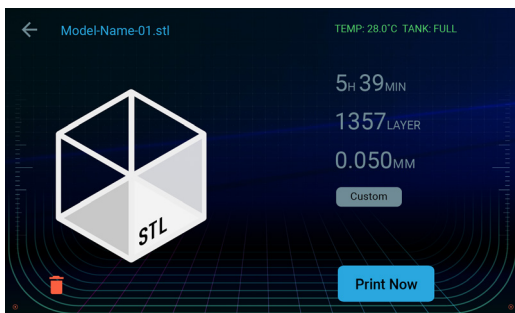 Model-Name-01.stl
TEMP: 28.0°C TANK: FULL
5H 39MIN
1357LAYER
0.050MM
Custom
STL
Print Now